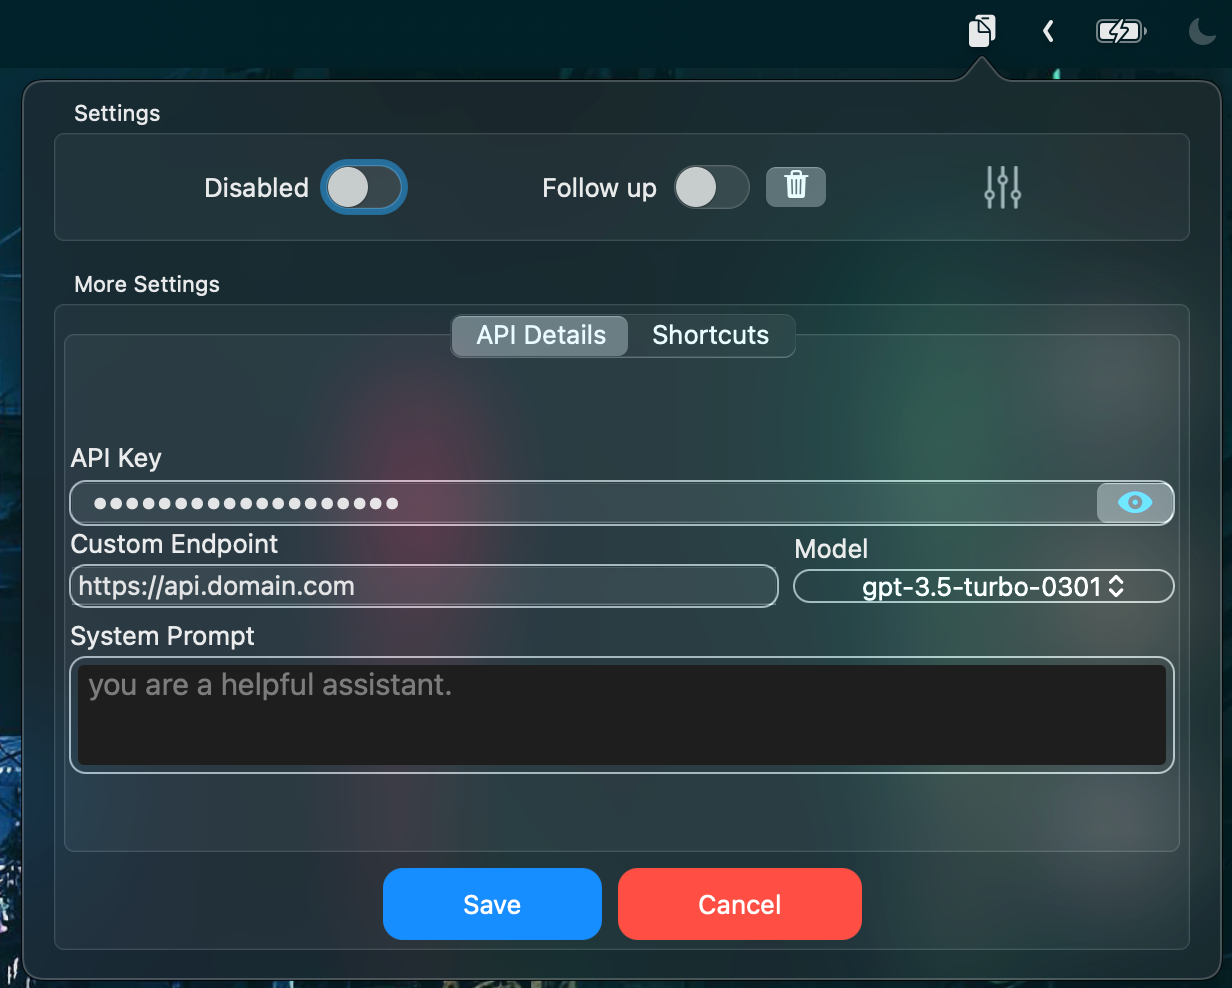 Settings
Disabled
Follow up
More Settings
API Details
Shortcuts
API Key
Custom Endpoint
Model
https://api.domain.com
gpt-3.5-turbo-0301
System Prompt
you are a helpful assistant.
Save
Cancel